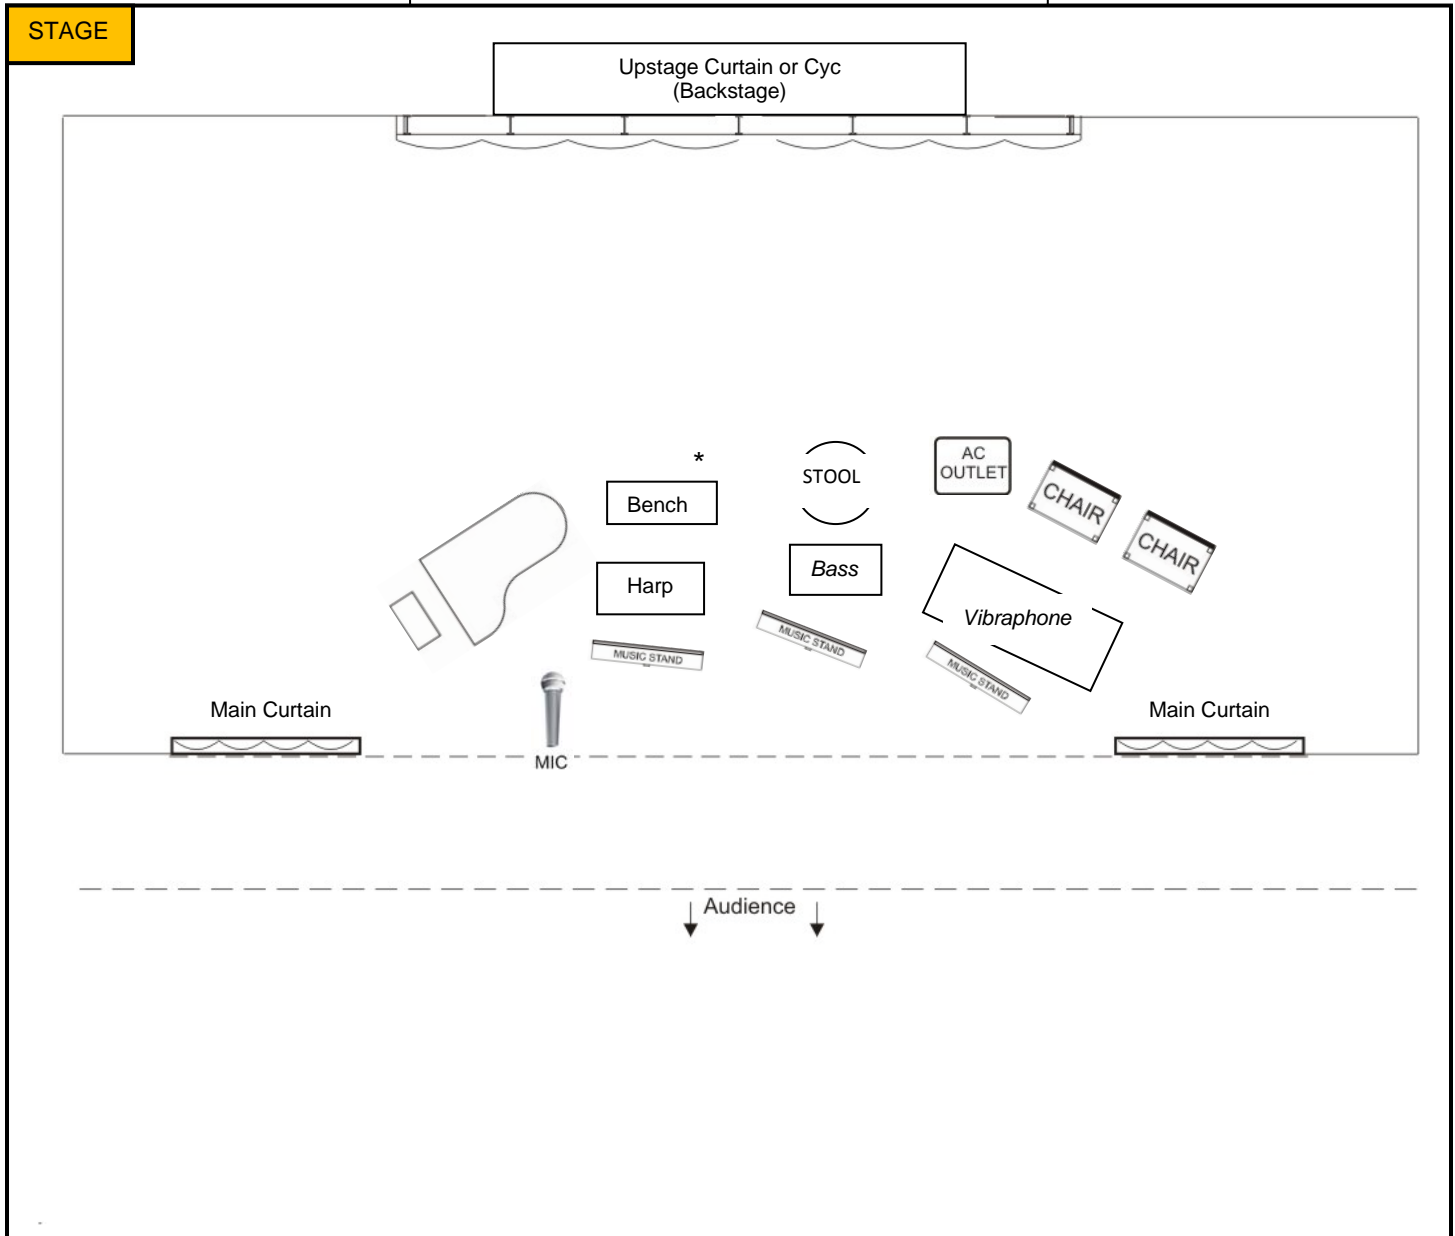 STAGE
Upstage Curtain or Cyc
(Backstage)
*
Bench
STOOL
AC
OUTLET
CHAIR
CHAIR
Harp
Bass
Vibraphone
MUSIC STAND
MUSIC STAND
MUSIC STAND
Main Curtain
Main Curtain
MIC
Audience